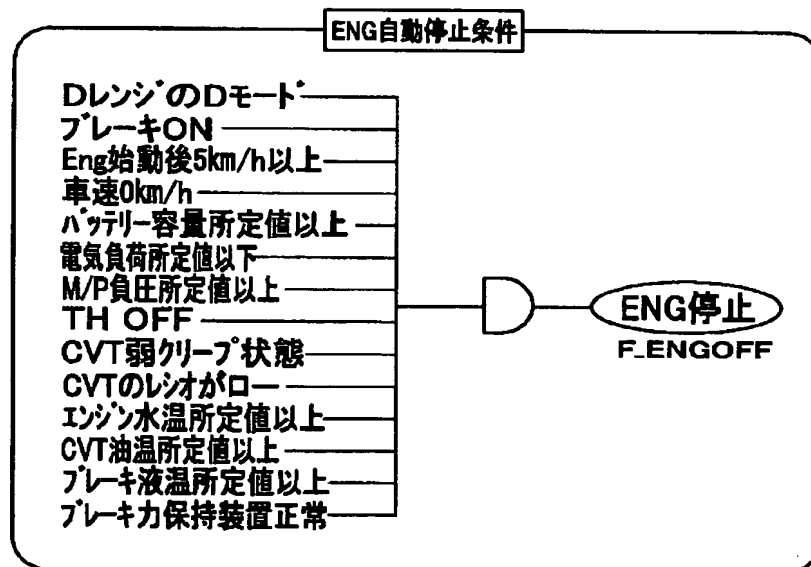 ENG自動停止条件
DレンジのDモード
ブレーキON
Eng始動後5km/h以上
車速0km/h
バッテリー容量所定値以上
電気負荷所定値以下
M/P負圧所定値以上
TH OFF
CVT弱クリープ状態
CVTのレシオがロー
エンジン水温所定値以上
CVT油温所定値以上
ブレーキ液温所定値以上
ブレーキ力保持装置正常
ENG停止
F_ENGOFF